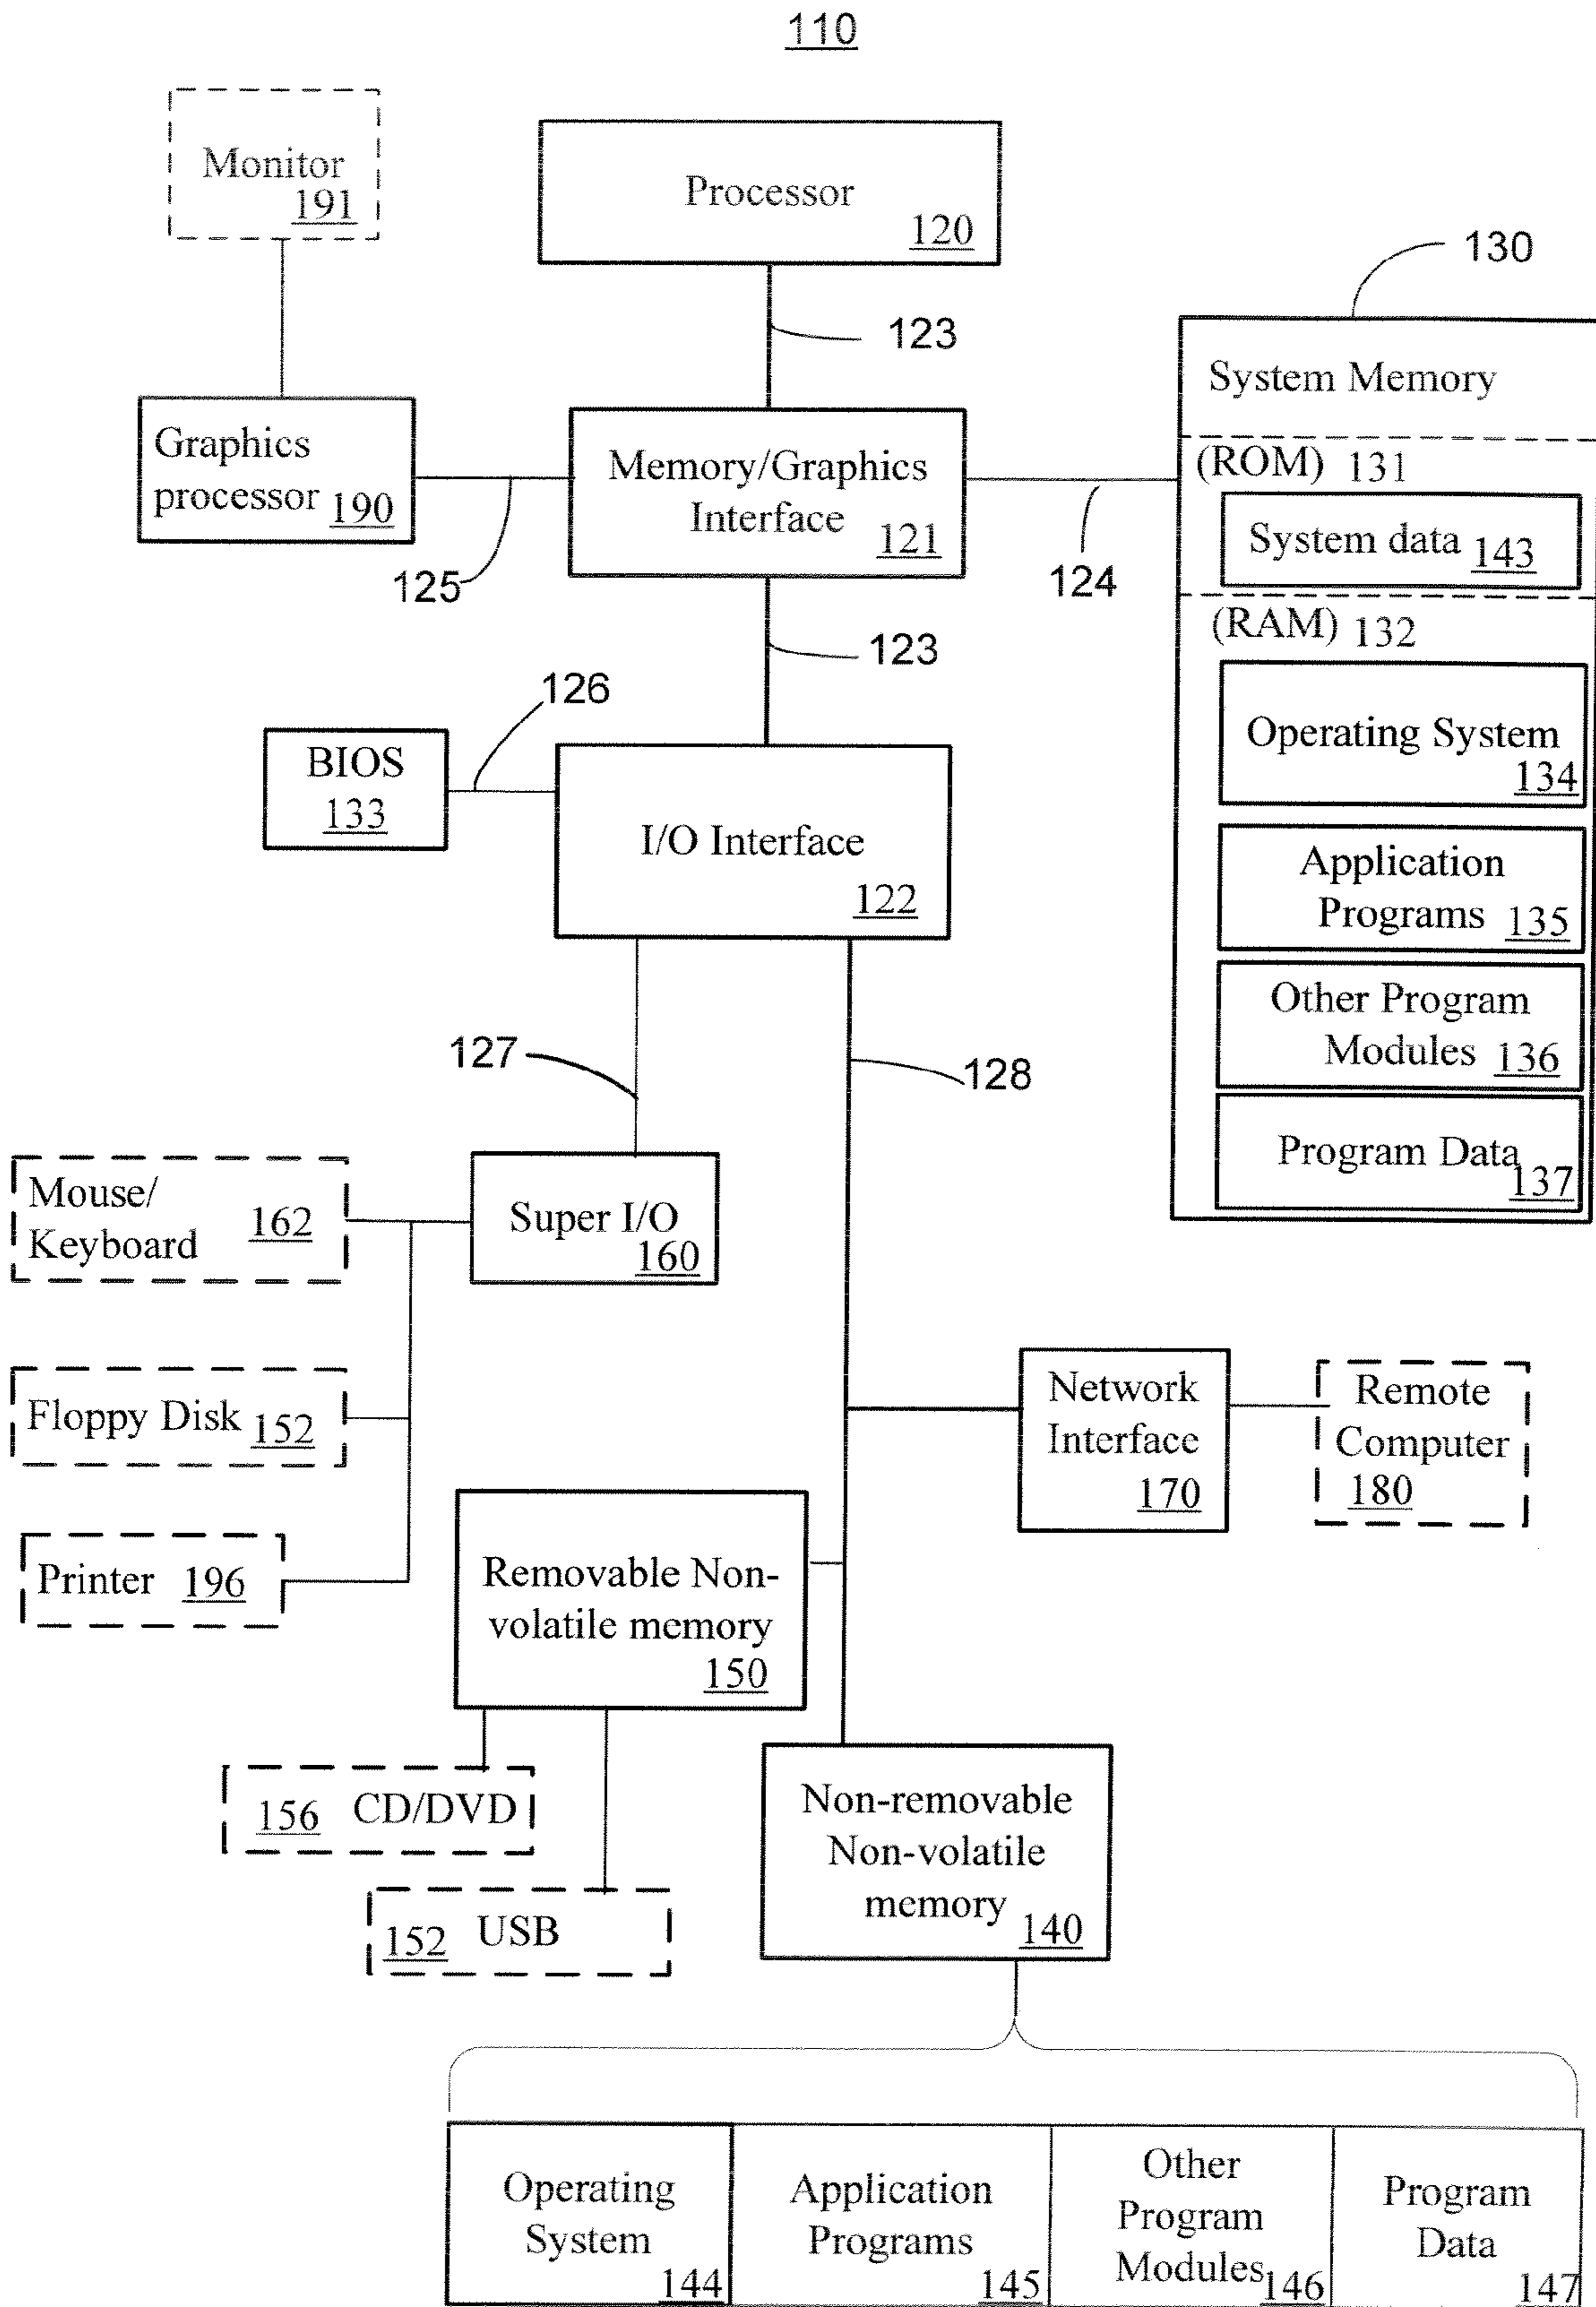 110
Monitor
191
Processor
120
123
130
System Memory
(ROM) 131
System data 143
(RAM) 132
Operating System
134
Application
Programs 135
Other Program
Modules 136
Program Data
137
Graphics
processor 190
125
Memory/Graphics
Interface
121
124
123
126
BIOS
133
I/O Interface
122
127
128
Mouse/
Keyboard 162
Super I/O
160
Floppy Disk 152
Printer 196
Network
Interface
170
Remote
Computer
180
Removable Non-
volatile memory
150
156 CD/DVD
152 USB
Non-removable
Non-volatile
memory
140
Operating
System
144
Application
Programs
145
Other
Program
Modules 146
Program
Data
147